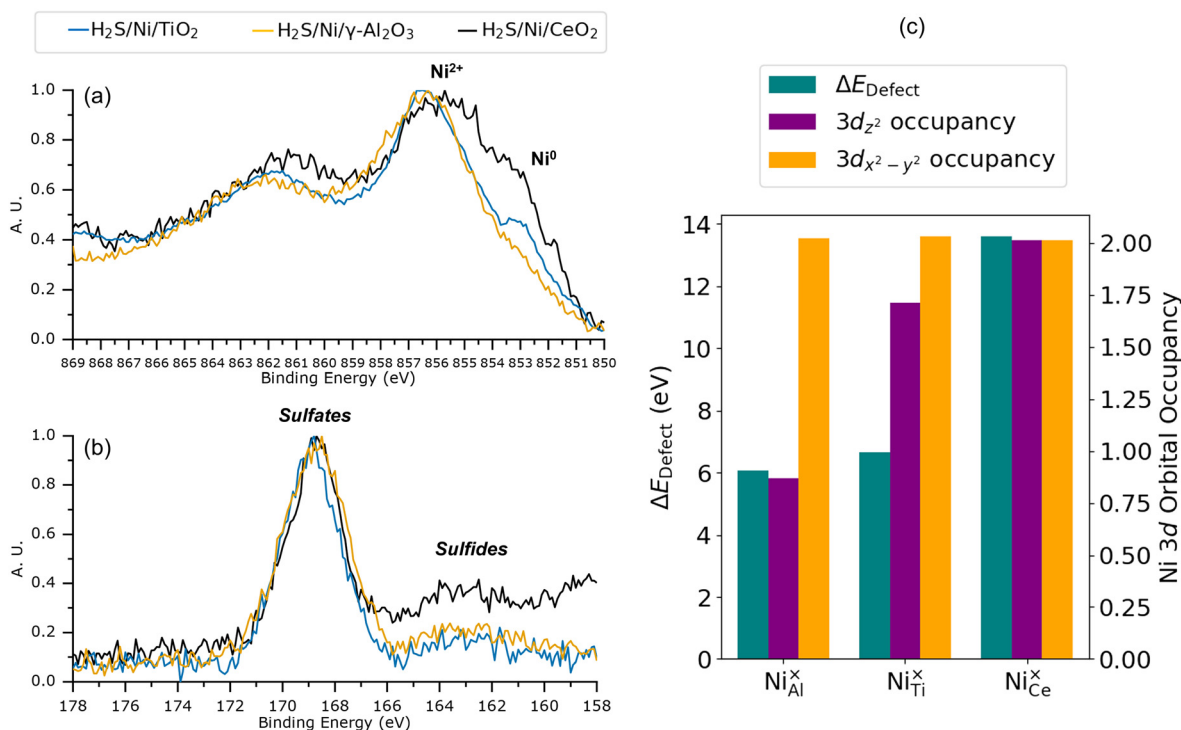 H₂S/Ni/TiO₂ H₂S/Ni/γ-Al₂O₃ H₂S/Ni/CeO₂
(a)
Ni²⁺
Ni⁰
A. U.
1.0
0.8
0.6
0.4
0.2
0.0
869 868 867 866 865 864 863 862 861 860 859 858 857 856 855 854 853 852 851 850
Binding Energy (eV)
(b)
Sulfates
Sulfides
A. U.
1.0
0.8
0.6
0.4
0.2
0.0
178 176 174 172 170 168 166 164 162 160 158
Binding Energy (eV)
(c)
ΔE_Defect
3d_z² occupancy
3d_x²−y² occupancy
ΔE_Defect (eV)
14
12
10
8
6
4
2
0
Ni 3d Orbital Occupancy
2.00
1.75
1.50
1.25
1.00
0.75
0.50
0.25
0.00
Ni×Al Ni×Ti Ni×Ce